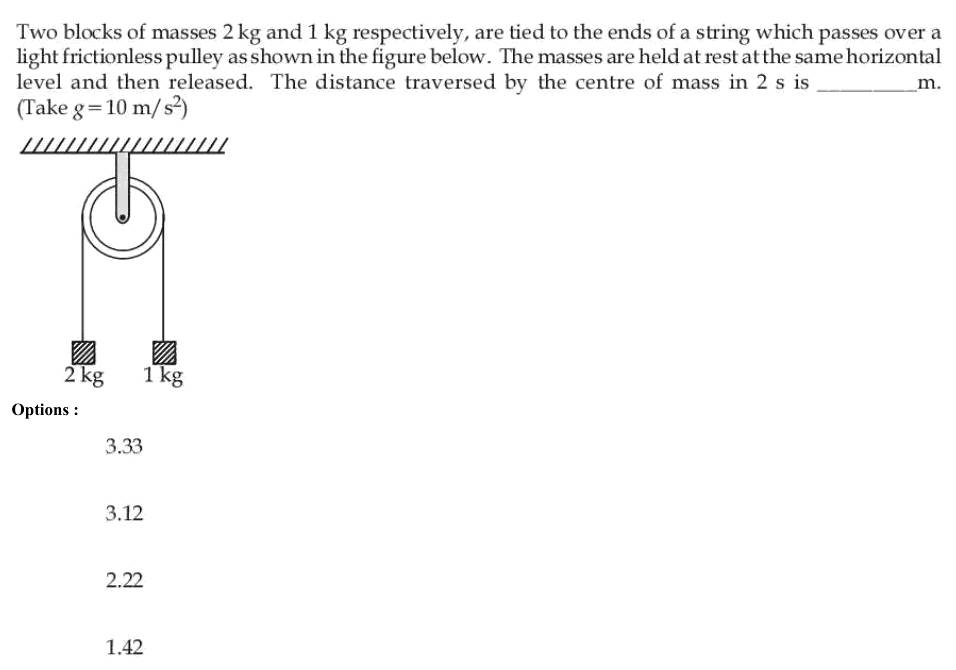 Two blocks of masses 2 kg and 1 kg respectively, are tied to the ends of a string which passes over a
light frictionless pulley as shown in the figure below. The masses are held at rest at the same horizontal
level and then released. The distance traversed by the centre of mass in 2 s is _________m.
(Take g=10 m/s²)
2 kg 1 kg
Options :
3.33
3.12
2.22
1.42